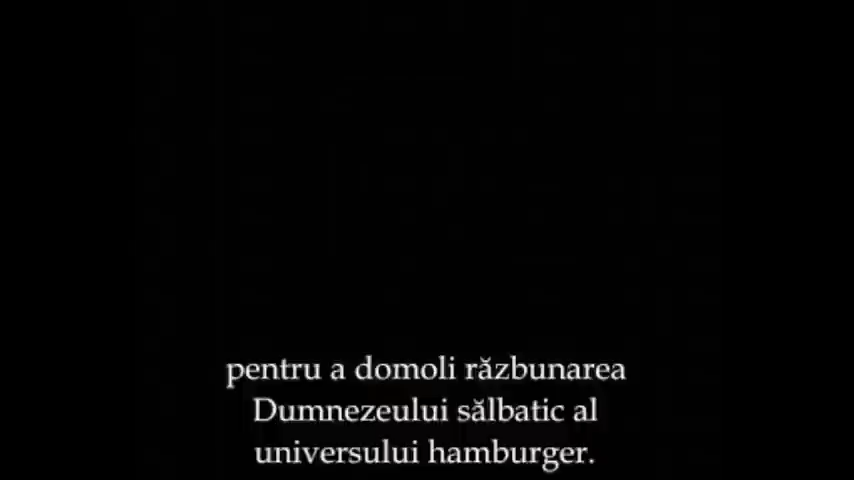 pentru a domoli răzbunarea
Dumnezeului sălbatic al
universului hamburger.